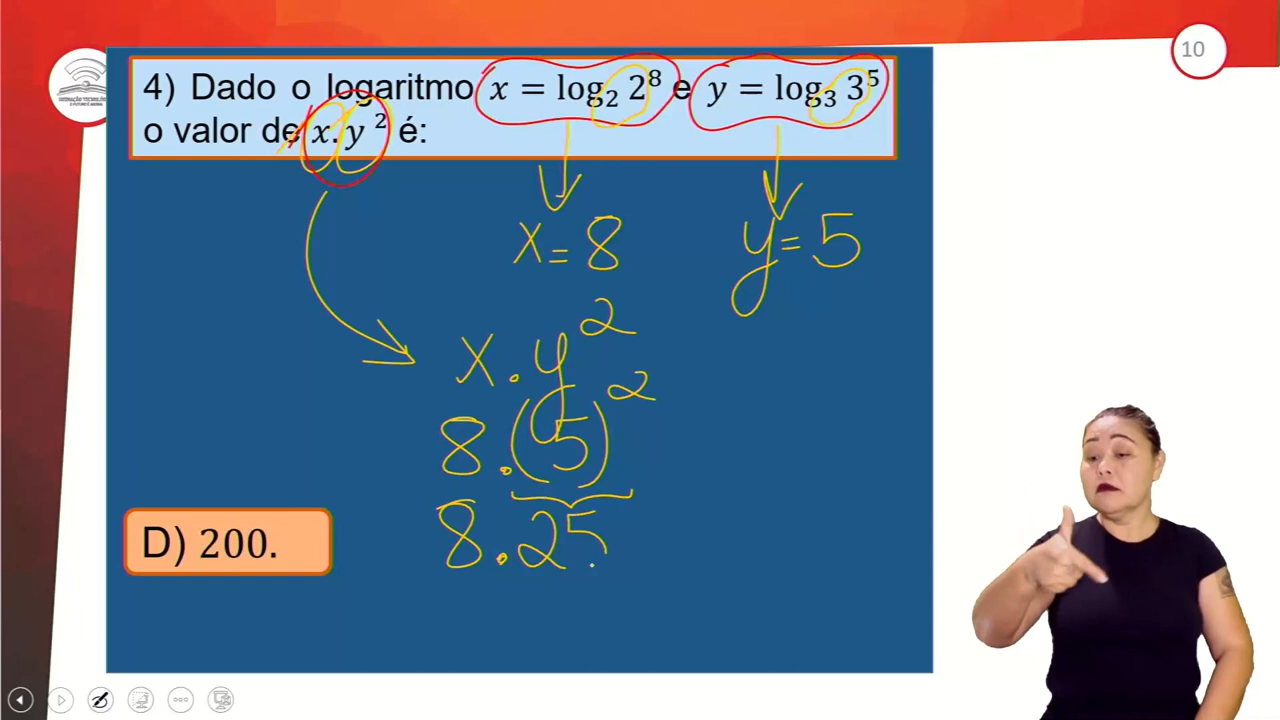 10
4) Dado o logaritmo x = log₂ 2⁸ e y = log₃ 3⁵
o valor de x.y² é:
x = 8 y = 5
x.y²
8.(5)²
8.25
D) 200.